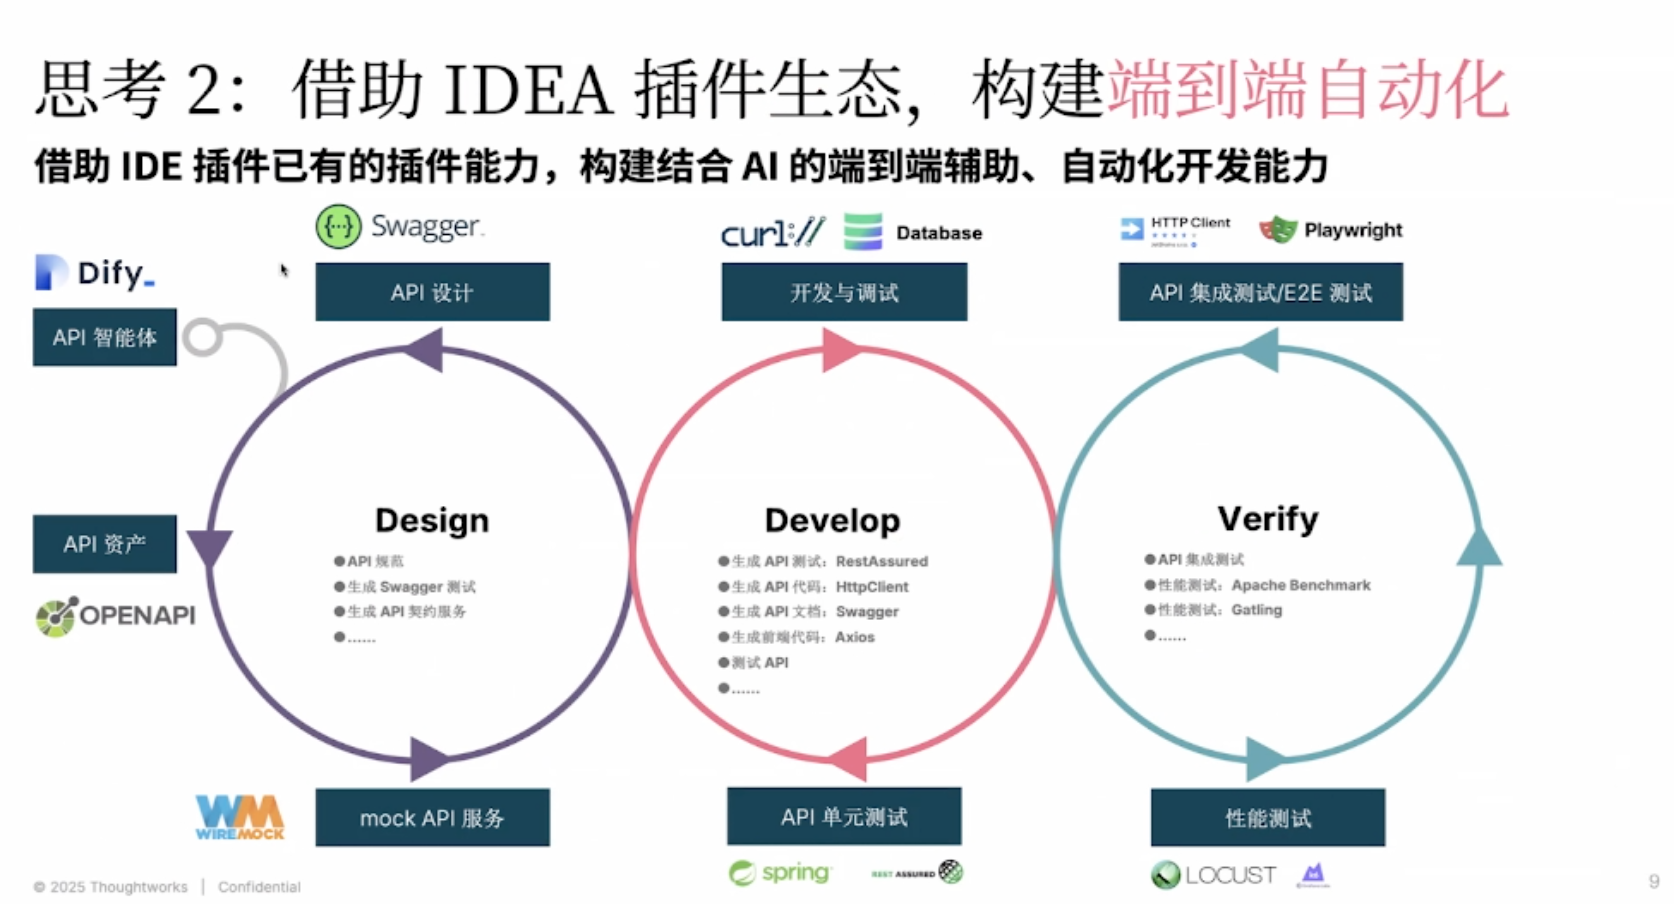 思考 2：借助 IDEA 插件生态，构建端到端自动化
借助 IDE 插件已有的插件能力，构建结合 AI 的端到端辅助、自动化开发能力
Dify_
API 智能体
API 资产
OPENAPI
{···} Swagger.
API 设计
Design
●API 规范
●生成 Swagger 测试
●生成 API 契约服务
●......
WM
WIREMOCK
mock API 服务
curl://
Database
开发与调试
Develop
●生成 API 测试：RestAssured
●生成 API 代码：HttpClient
●生成 API 文档：Swagger
●生成前端代码：Axios
●测试 API
●......
API 单元测试
spring
REST ASSURED
HTTP Client
Playwright
API 集成测试/E2E 测试
Verify
●API 集成测试
●性能测试：Apache Benchmark
●性能测试：Gatling
●......
性能测试
LOCUST
© 2025 Thoughtworks | Confidential
9